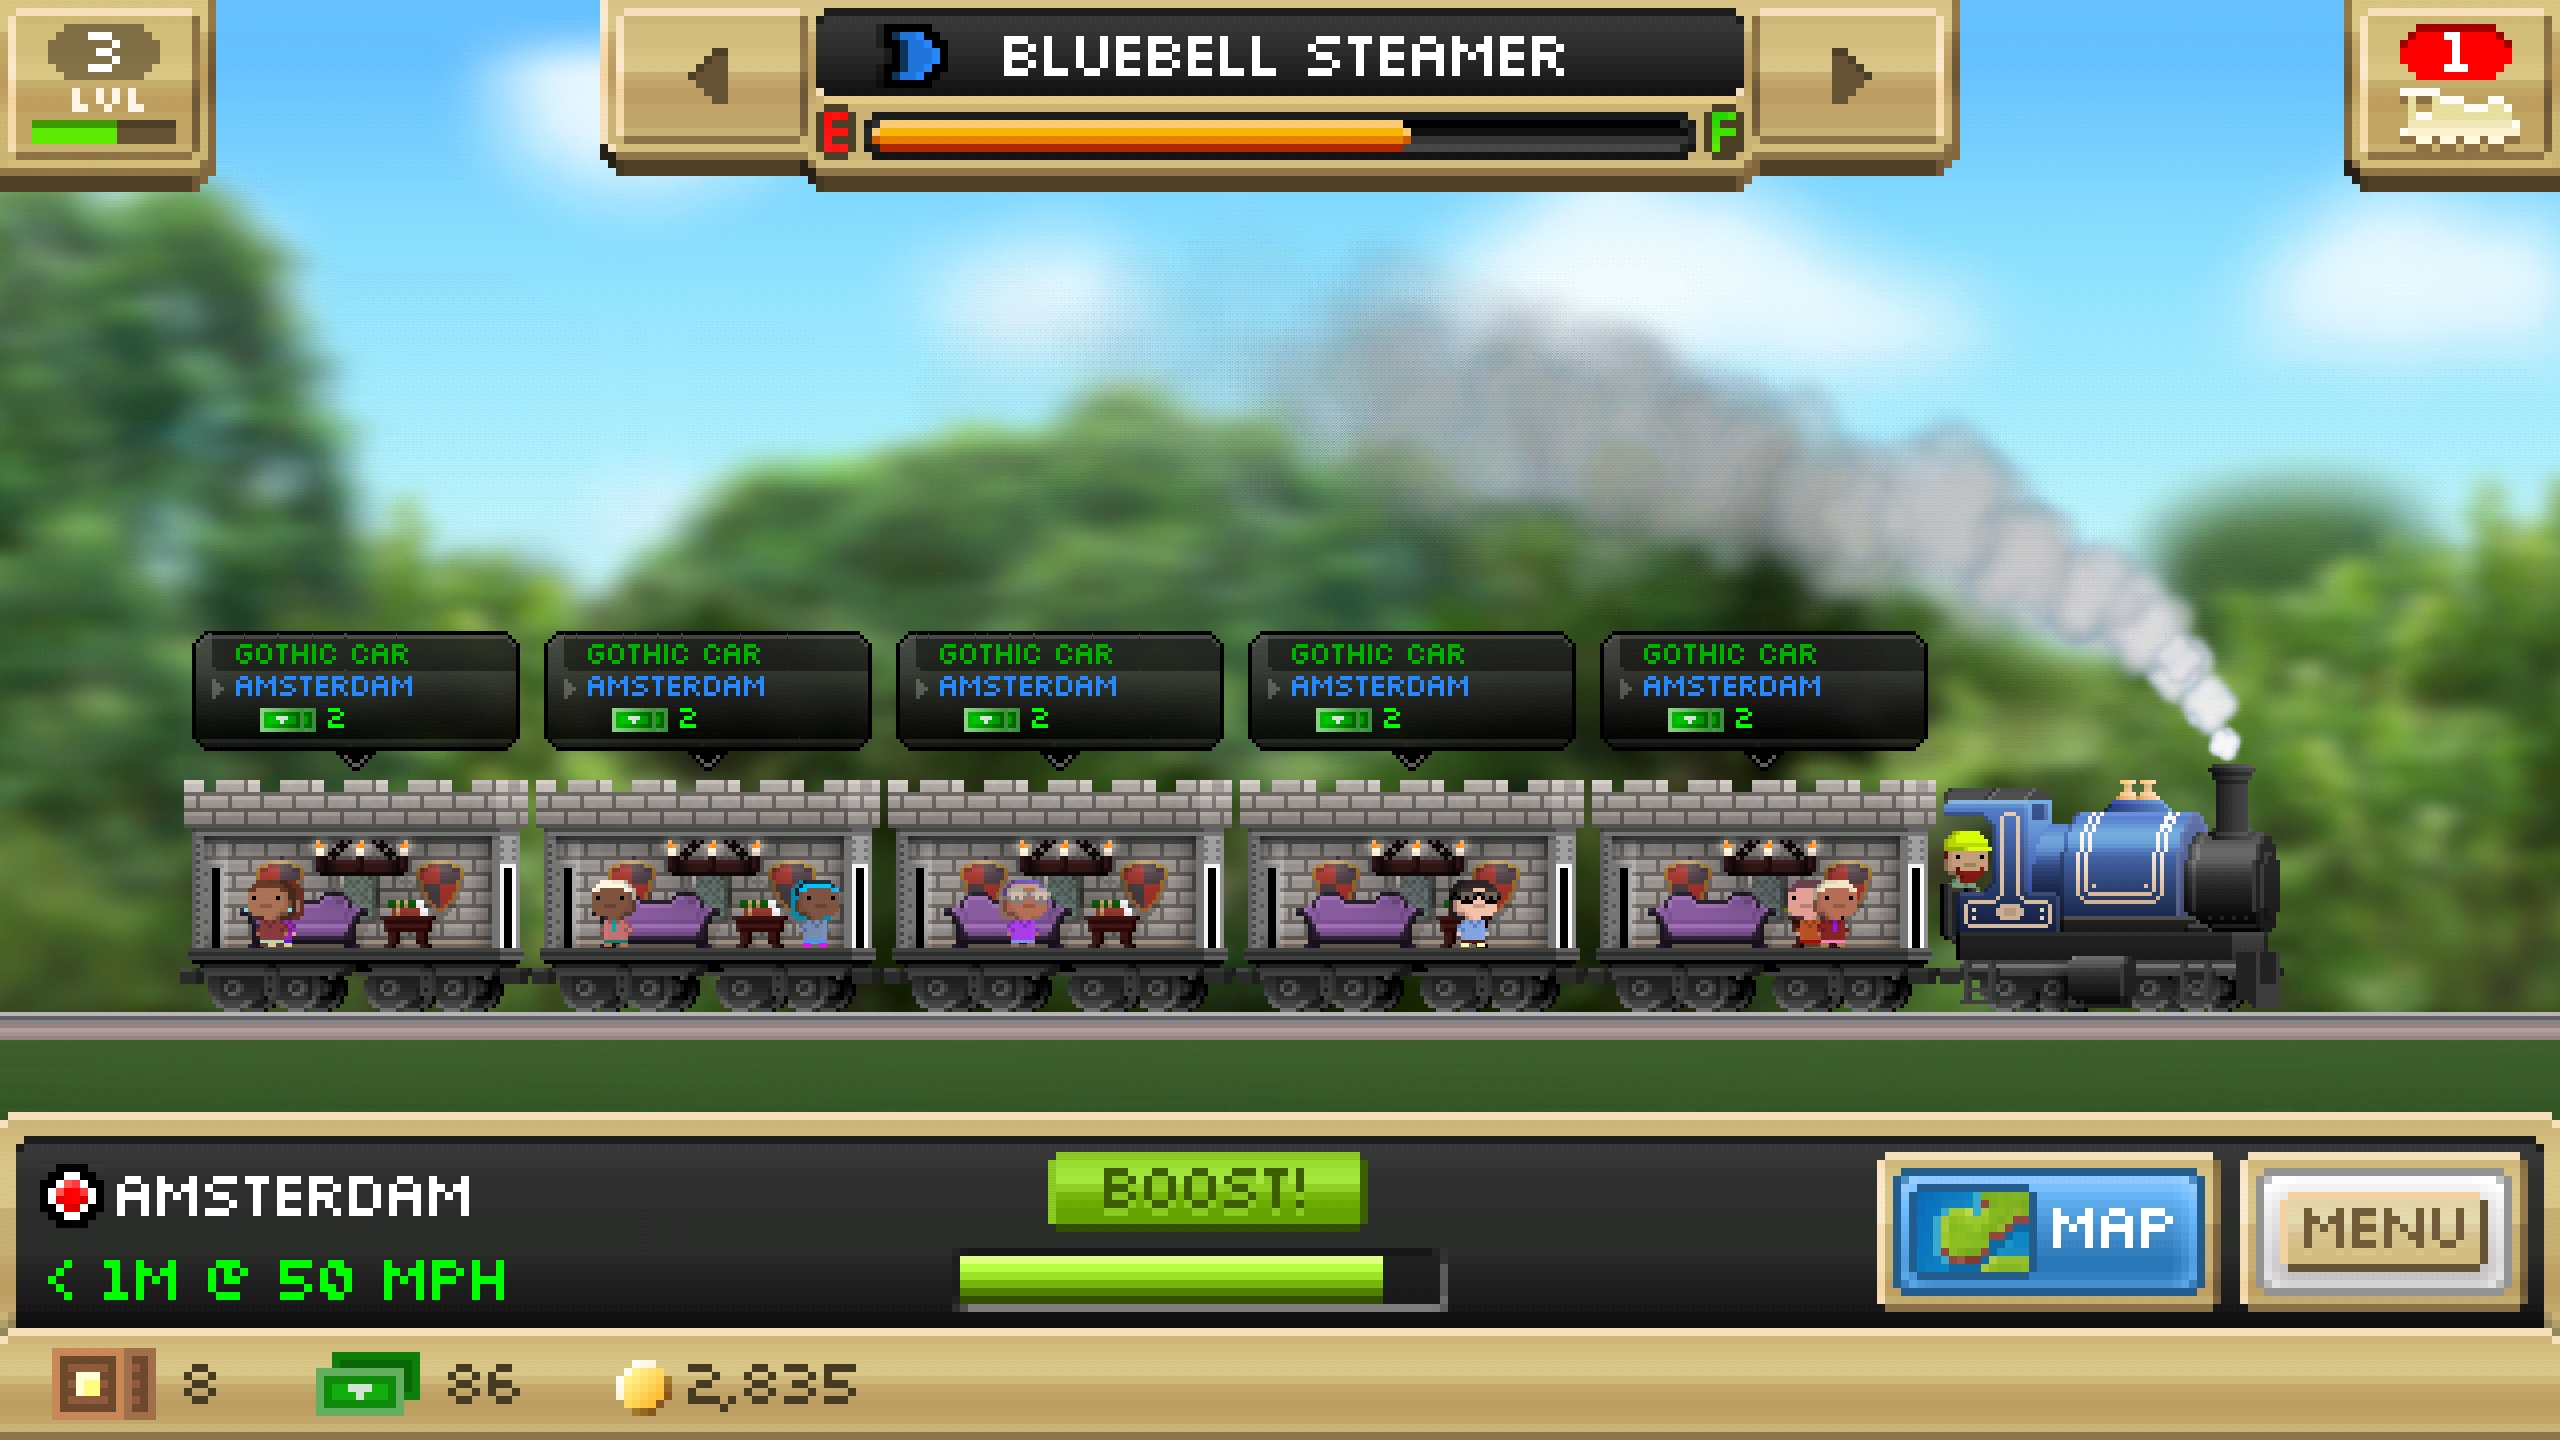 3
LVL
BLUEBELL STEAMER
E F
1
GOTHIC CAR
AMSTERDAM
2
GOTHIC CAR
AMSTERDAM
2
GOTHIC CAR
AMSTERDAM
2
GOTHIC CAR
AMSTERDAM
2
GOTHIC CAR
AMSTERDAM
2
AMSTERDAM
< 1M @ 50 MPH
BOOST!
MAP
MENU
8 86 2,835